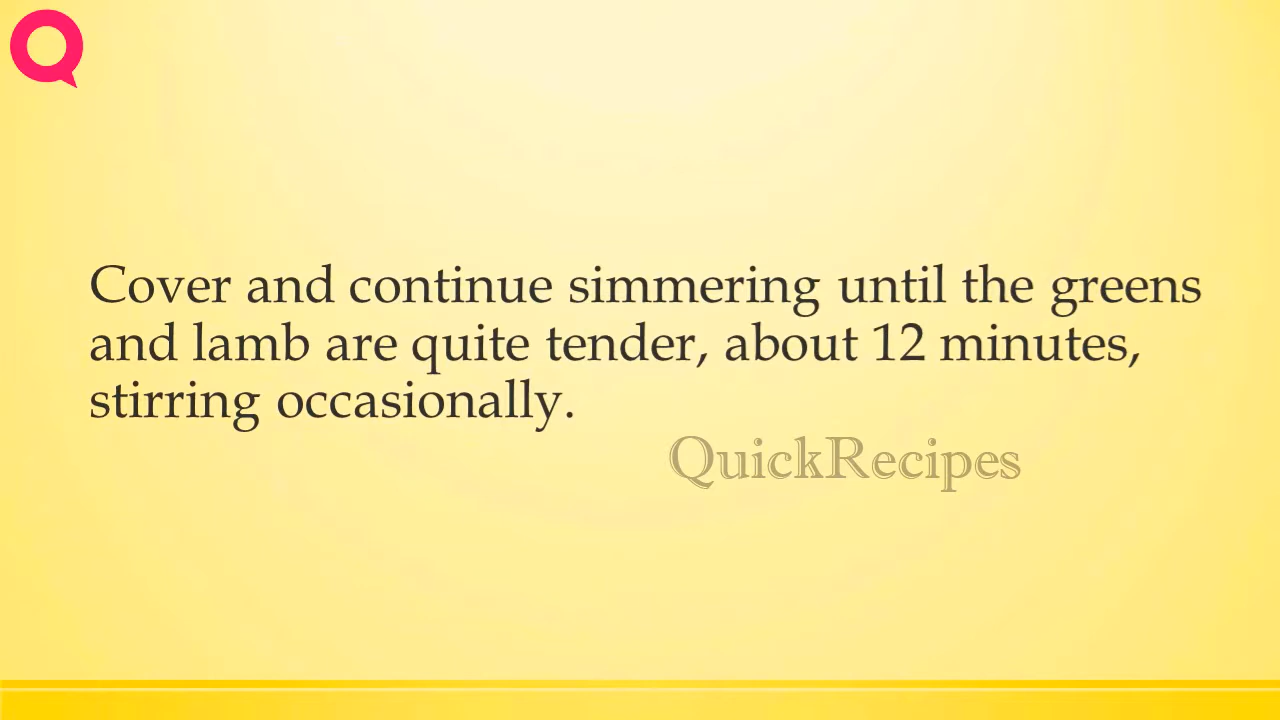 Cover and continue simmering until the greens
and lamb are quite tender, about 12 minutes,
stirring occasionally.
QuickRecipes